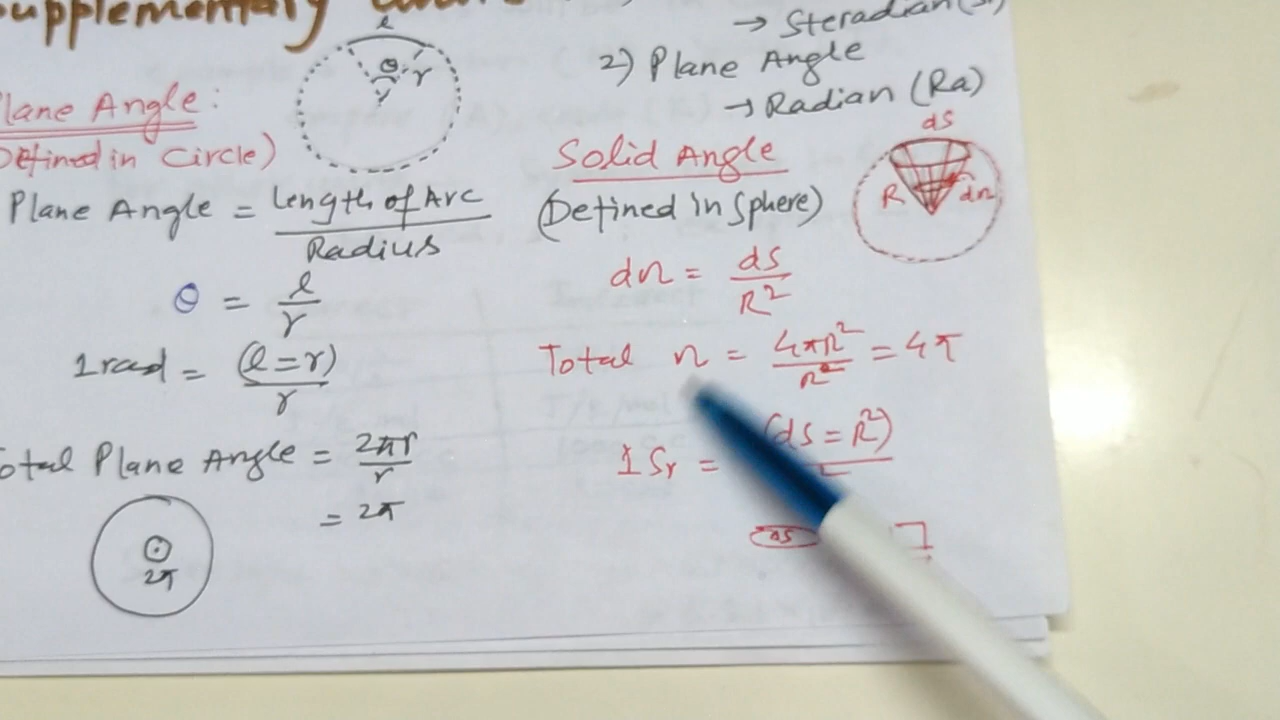 supplementary
→ Steradian (Sr)
2) Plane Angle
→ Radian (Ra)
l
θ
r
Plane Angle:
(Defined in Circle)
Plane Angle = Length of Arc / Radius
θ = l / r
1 rad = (l = r) / r
Total Plane Angle = 2πr / r
= 2π
2π
Solid Angle
(Defined in Sphere)
dS
R
dΩ
dΩ = dS / R²
Total Ω = 4πR² / R² = 4π
1 Sr = (dS = R²)
dS